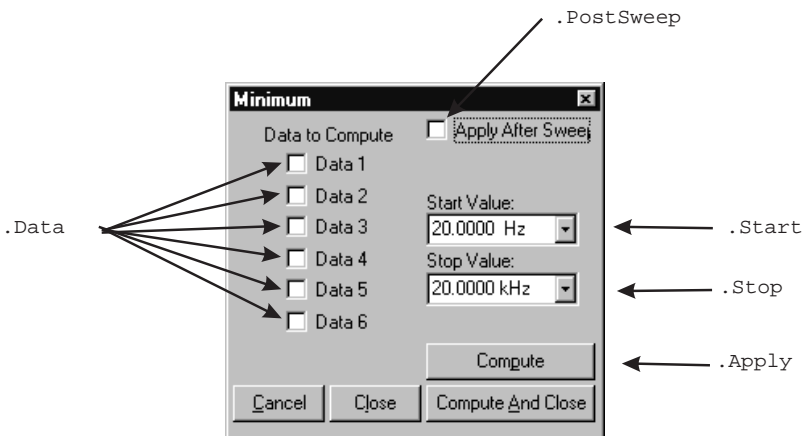 .PostSweep
Minimum
Data to Compute
Apply After Sweep
Data 1
Data 2
Data 3
Data 4
Data 5
Data 6
.Data
Start Value:
20.0000 Hz
.Start
Stop Value:
20.0000 kHz
.Stop
Compute
.Apply
Cancel
Close
Compute And Close